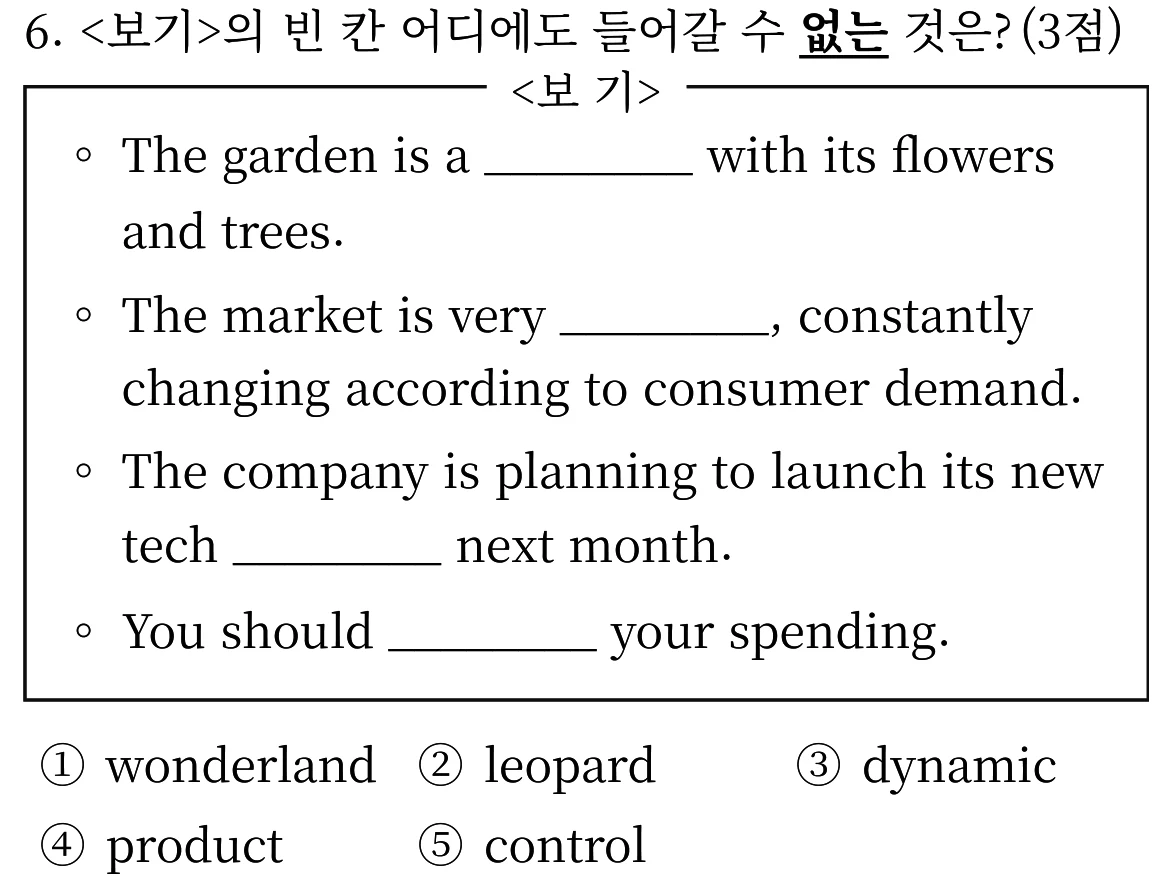 6. <보기>의 빈 칸 어디에도 들어갈 수 없는 것은? (3점)
<보 기>
◦ The garden is a ________ with its flowers
and trees.
◦ The market is very ________, constantly
changing according to consumer demand.
◦ The company is planning to launch its new
tech ________ next month.
◦ You should ________ your spending.
① wonderland ② leopard ③ dynamic
④ product ⑤ control